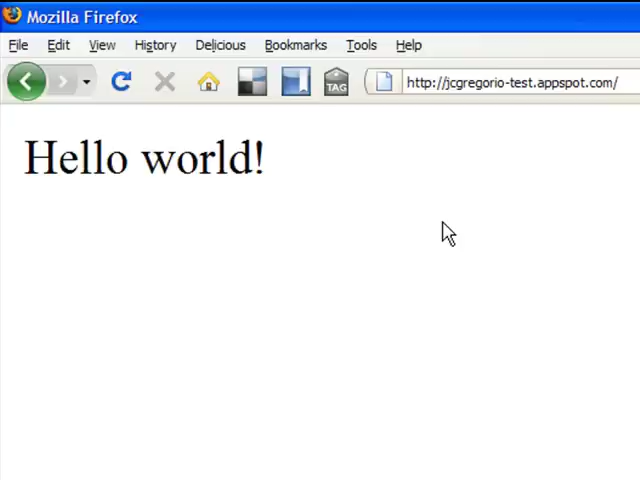 Mozilla Firefox
File Edit View History Delicious Bookmarks Tools Help
TAG http://jcgregorio-test.appspot.com/
Hello world!